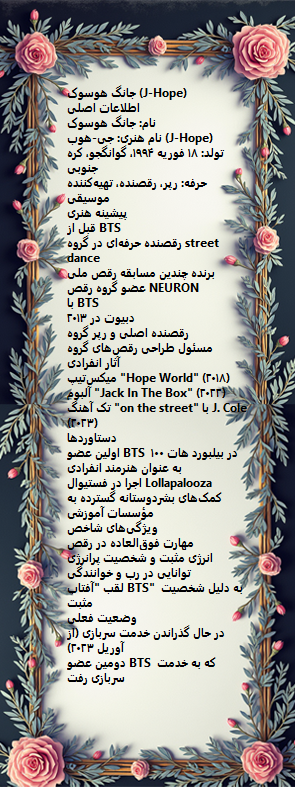 جانگ هوسوک (J-Hope)
اطلاعات اصلی
نام: جانگ هوسوک
نام هنری: جی-هوپ (J-Hope)
تولد: ۱۸ فوریه ۱۹۹۴، گوانگجو، کره
جنوبی
حرفه: رپر، رقصنده، تهیه‌کننده
موسیقی
پیشینه هنری
قبل از BTS
رقصنده حرفه‌ای در گروه street
dance
برنده چندین مسابقه رقص ملی
عضو گروه رقص NEURON
با BTS
دبیوت در ۲۰۱۳
رقصنده اصلی و رپر گروه
مسئول طراحی رقص‌های گروه
آثار انفرادی
میکس‌تیپ "Hope World" (۲۰۱۸)
آلبوم "Jack In The Box" (۲۰۲۲)
تک آهنگ "on the street" با J. Cole
(۲۰۲۳)
دستاوردها
اولین عضو BTS در بیلبورد هات ۱۰۰
به عنوان هنرمند انفرادی
اجرا در فستیوال Lollapalooza
کمک‌های بشردوستانه گسترده به
مؤسسات آموزشی
ویژگی‌های شاخص
مهارت فوق‌العاده در رقص
انرژی مثبت و شخصیت پرانرژی
توانایی در رپ و خوانندگی
لقب "آفتاب BTS" به دلیل شخصیت
مثبت
وضعیت فعلی
در حال گذراندن خدمت سربازی (از
آوریل ۲۰۲۳)
دومین عضو BTS که به خدمت
سربازی رفت